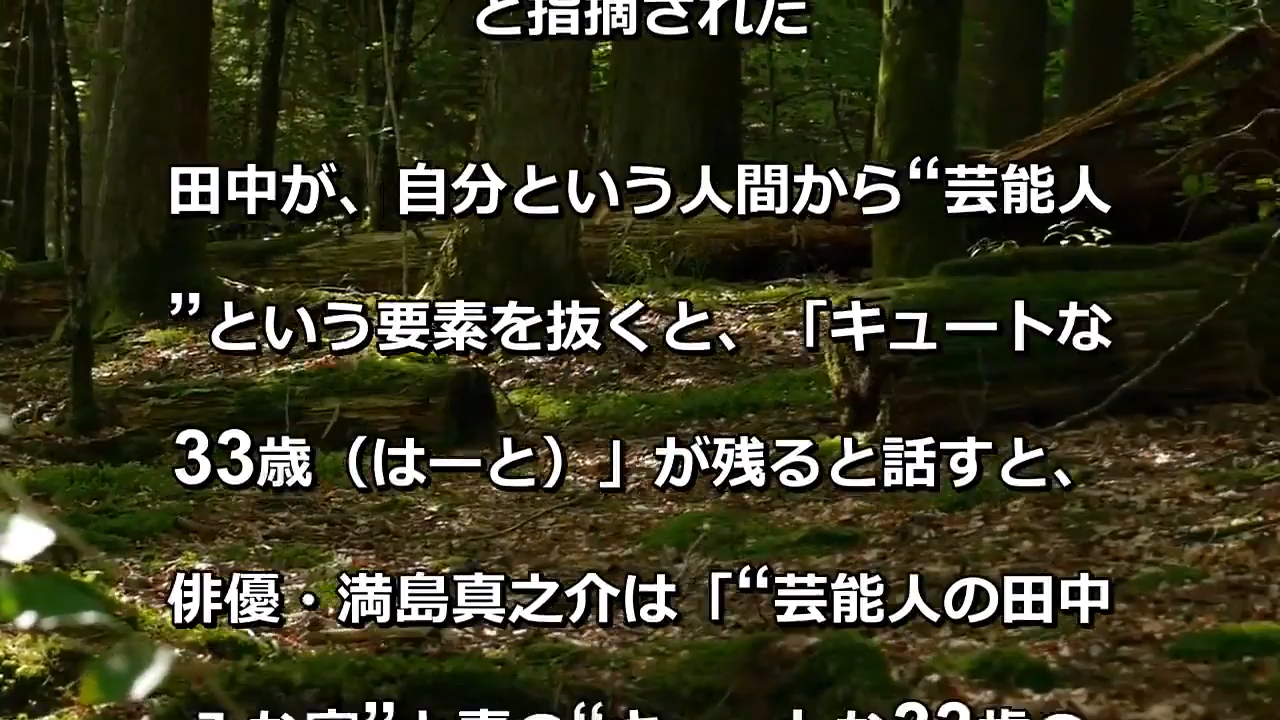 と指摘された
田中が、自分という人間から“芸能人
”という要素を抜くと、「キュートな
33歳（はーと）」が残ると話すと、
俳優・満島真之介は「“芸能人の田中